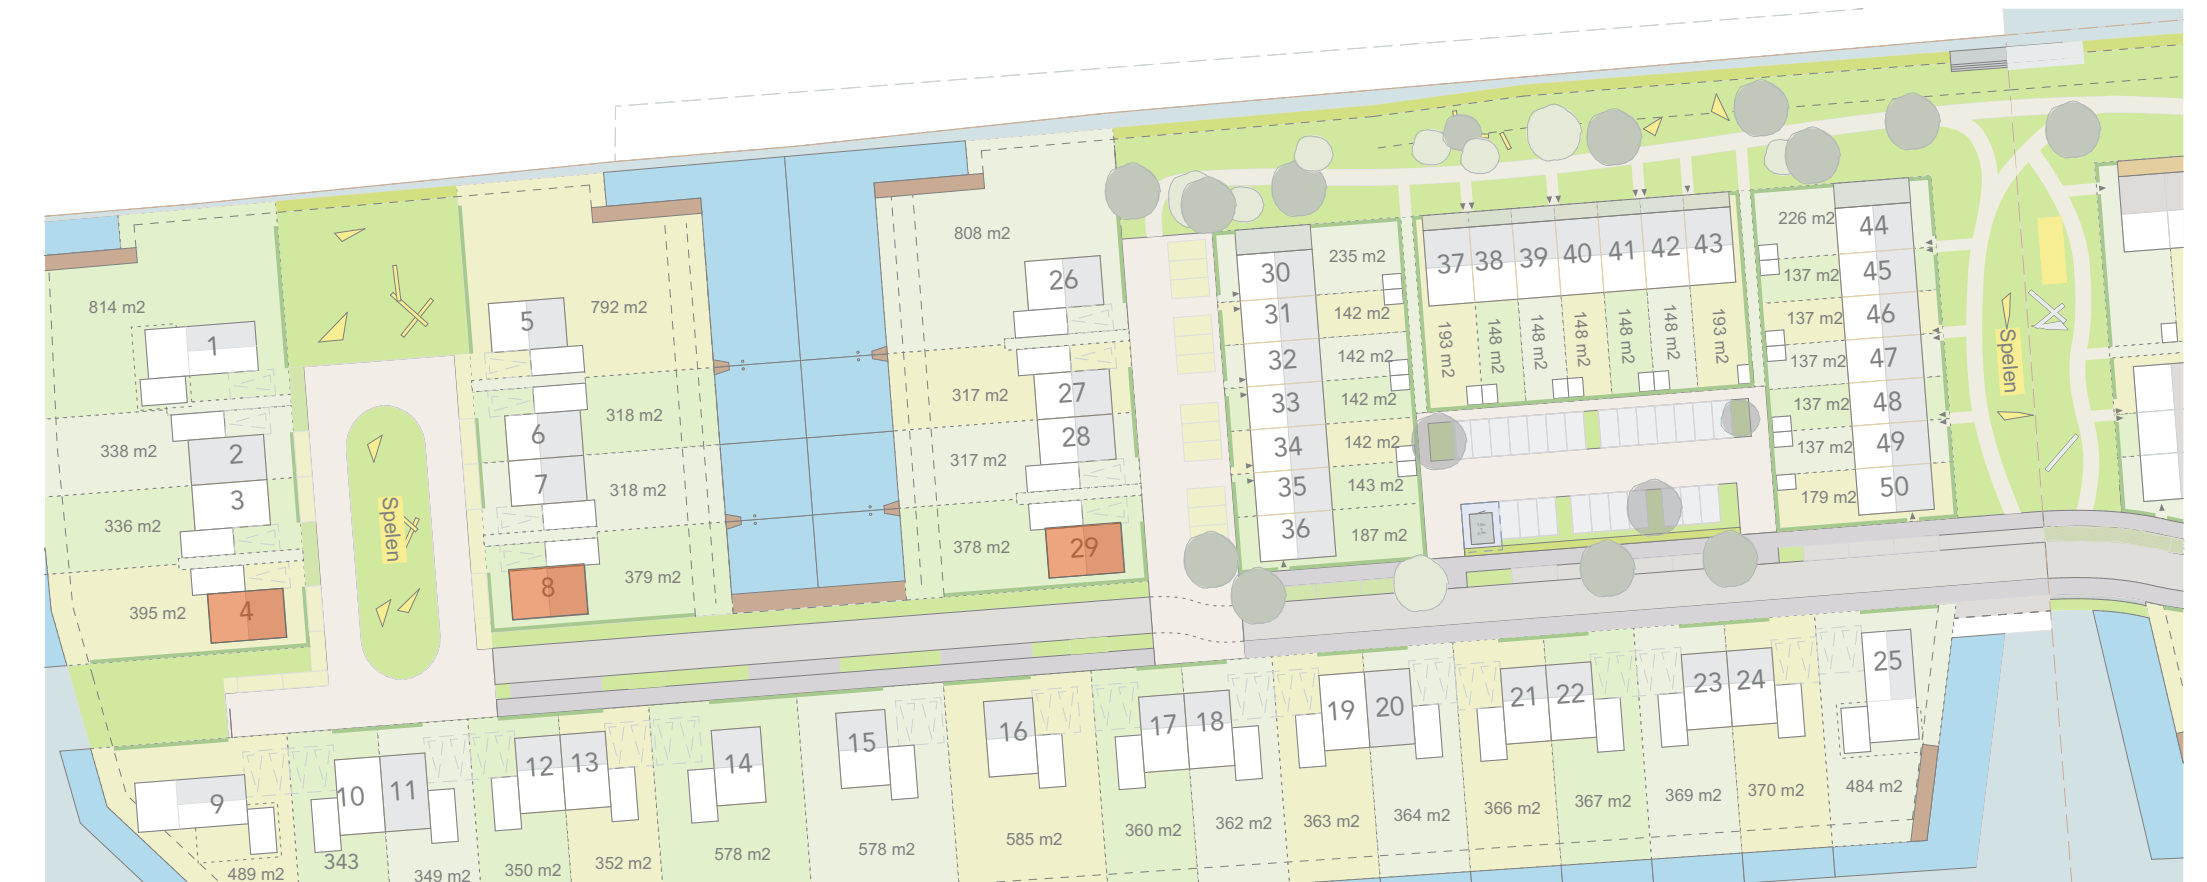 814 m2
1
338 m2
2
3
336 m2
395 m2
4
Spelen
5
792 m2
6
318 m2
7
318 m2
8
379 m2
808 m2
26
317 m2
27
28
317 m2
378 m2
29
30
235 m2
31
142 m2
32
142 m2
33
142 m2
34
142 m2
35
143 m2
36
187 m2
37
38
39
40
41
42
43
193 m2
148 m2
148 m2
148 m2
148 m2
148 m2
193 m2
226 m2
44
137 m2
45
137 m2
46
137 m2
47
137 m2
48
137 m2
49
179 m2
50
Spelen
9
489 m2
10
343
11
349 m2
12
350 m2
13
352 m2
14
578 m2
15
578 m2
16
585 m2
17
360 m2
18
362 m2
19
363 m2
20
364 m2
21
366 m2
22
367 m2
23
369 m2
24
370 m2
25
484 m2